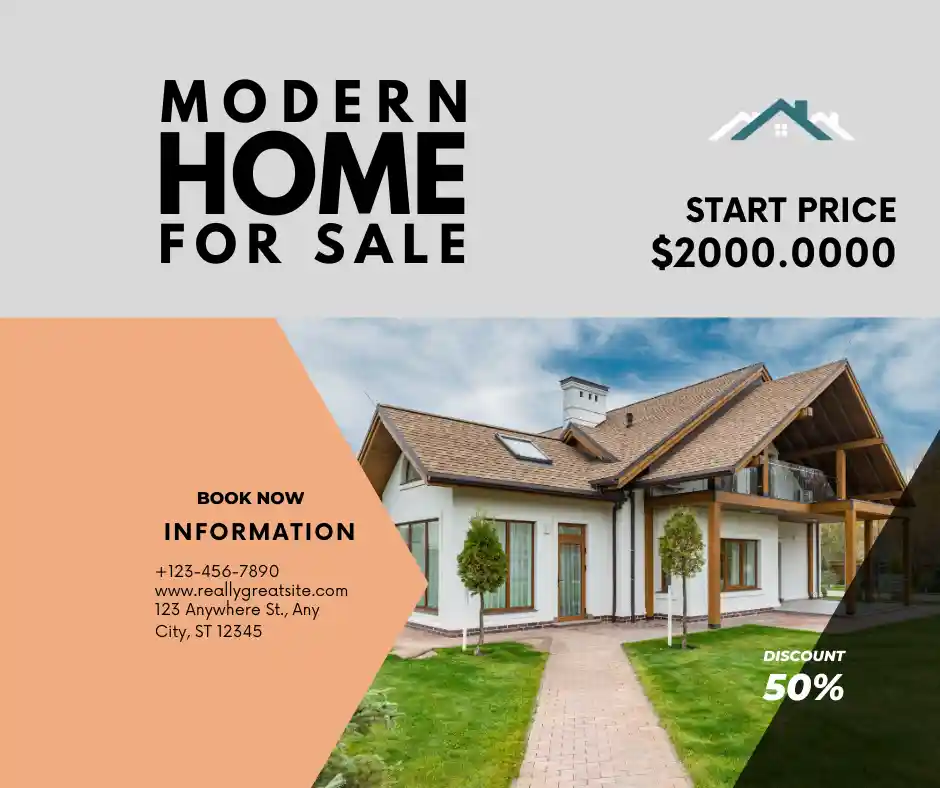 MODERN
HOME
FOR SALE
START PRICE
$2000.0000
BOOK NOW
INFORMATION
+123-456-7890
www.reallygreatsite.com
123 Anywhere St., Any
City, ST 12345
DISCOUNT
50%